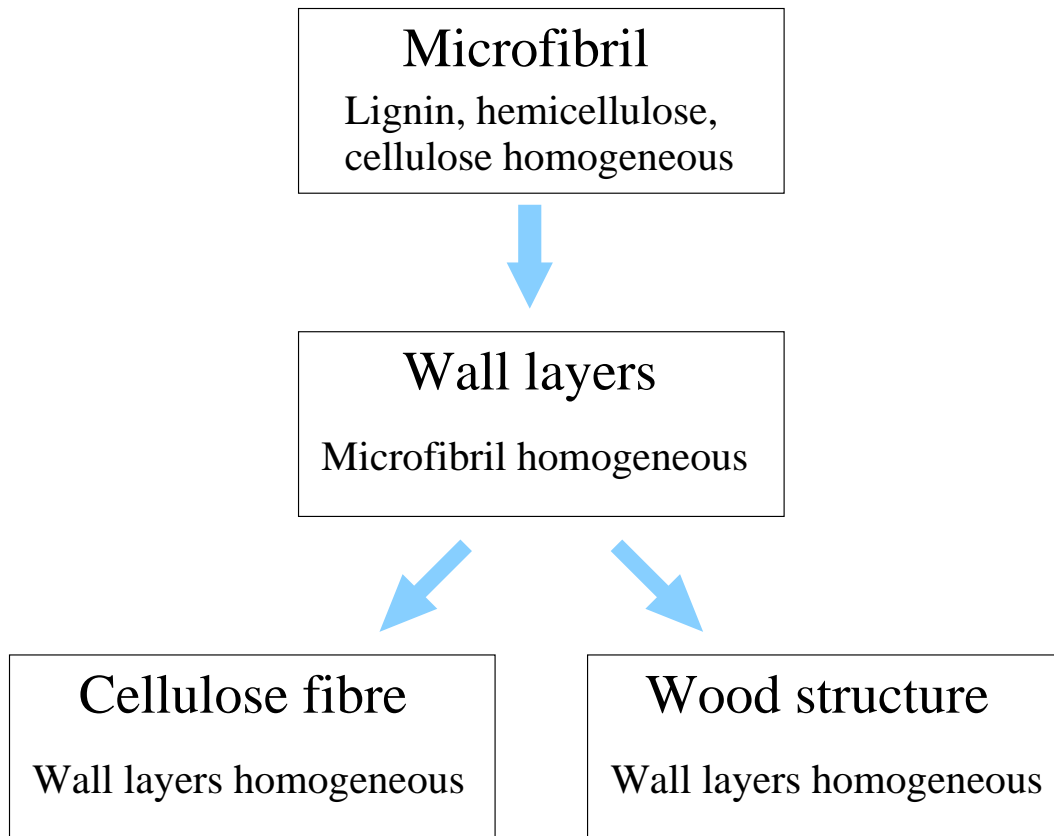 Microfibril
Lignin, hemicellulose,
cellulose homogeneous
Wall layers
Microfibril homogeneous
Cellulose fibre
Wall layers homogeneous
Wood structure
Wall layers homogeneous